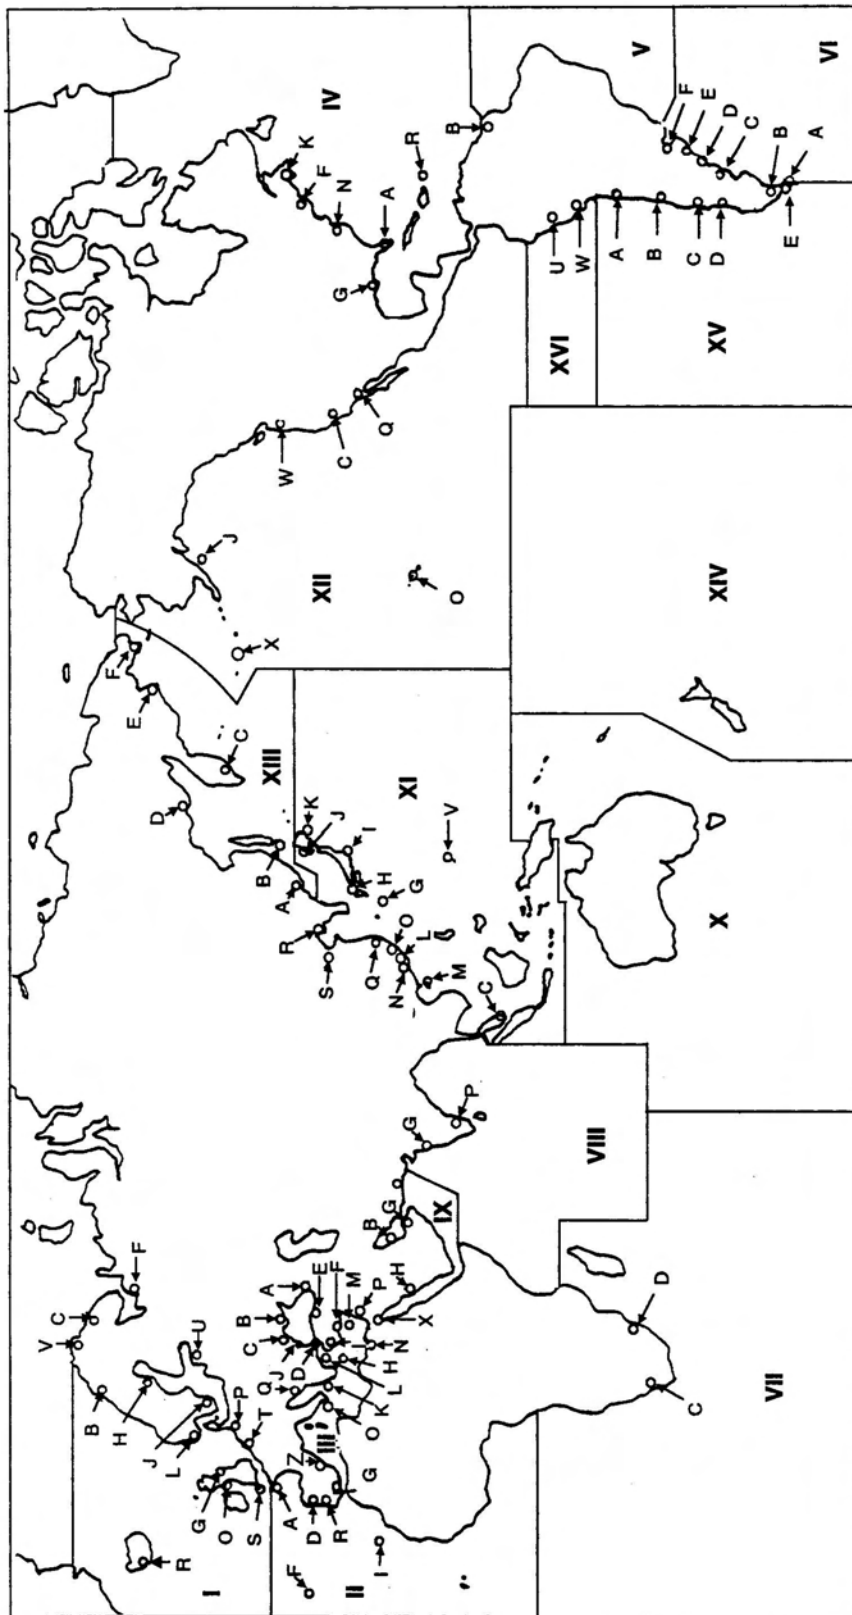 V
C
F
B
H
U
J
L
P
T
G
O
S
R
I
A
D
R
G
F
I
II
Z
III
O
K
Q
L
H
N
J
D
C
B
A
E
F
M
P
I
X
H
B
G
IX
G
P
VIII
C
D
VII
C
M
N
L
O
Q
S
R
G
H
I
J
K
V
XI
X
A
B
D
C
E
F
XIII
X
J
O
W
C
Q
XII
XIV
G
A
N
F
K
R
IV
B
V
U
W
XVI
A
B
C
D
E
XV
F
E
D
C
B
A
VI